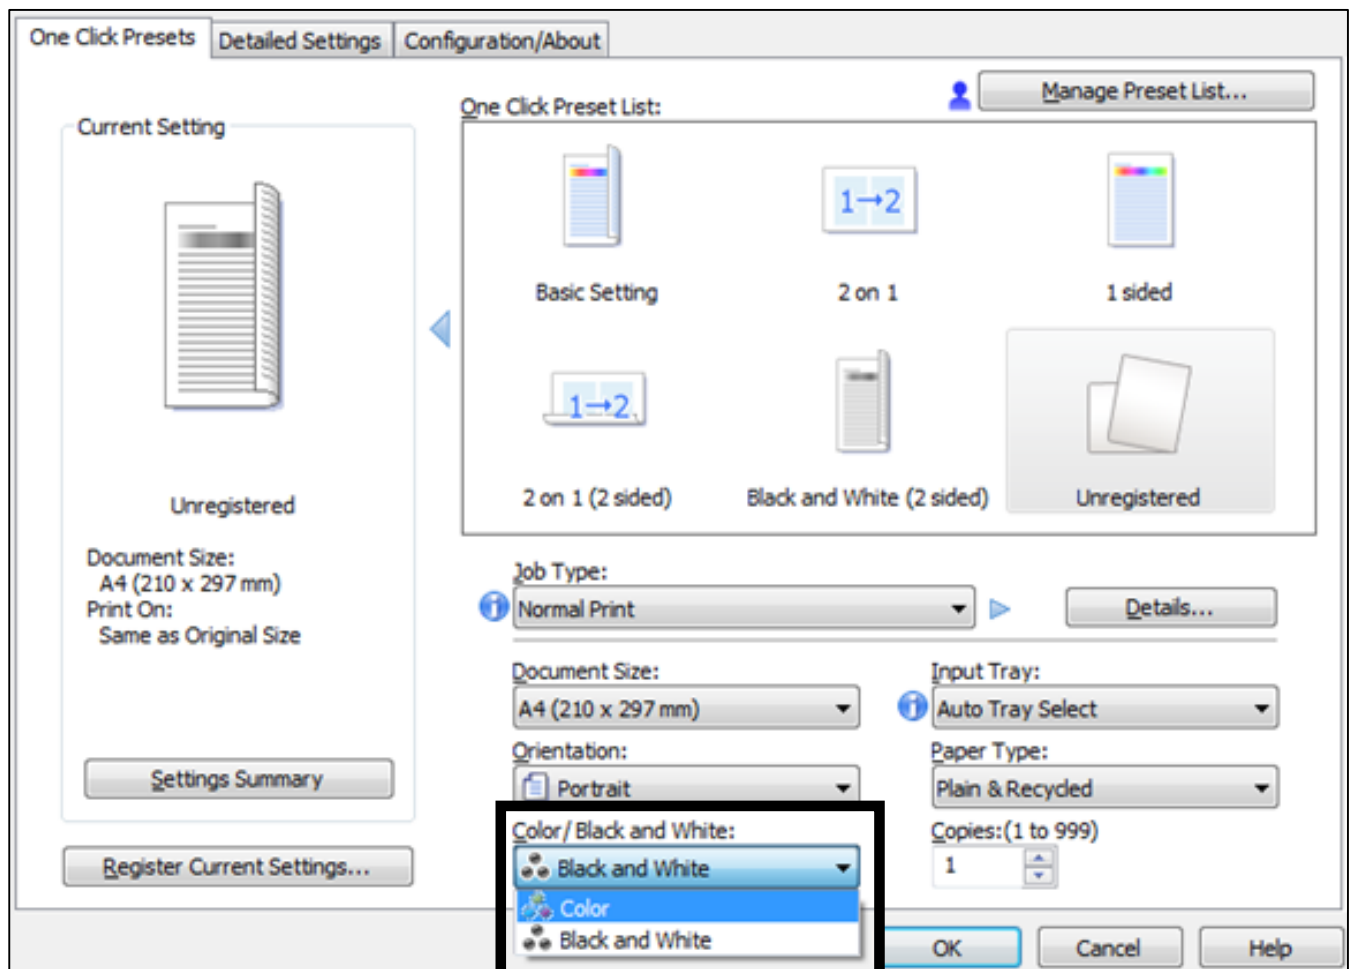 One Click Presets
Detailed Settings
Configuration/About
Manage Preset List...
One Click Preset List:
Current Setting
1→2
Basic Setting
2 on 1
1 sided
1→2
2 on 1 (2 sided)
Black and White (2 sided)
Unregistered
Unregistered
Document Size:
A4 (210 x 297 mm)
Print On:
Same as Original Size
Settings Summary
Register Current Settings...
Job Type:
Normal Print
Details...
Document Size:
A4 (210 x 297 mm)
Input Tray:
Auto Tray Select
Orientation:
Portrait
Paper Type:
Plain & Recycled
Color/ Black and White:
Black and White
Color
Black and White
Copies:(1 to 999)
1
OK
Cancel
Help